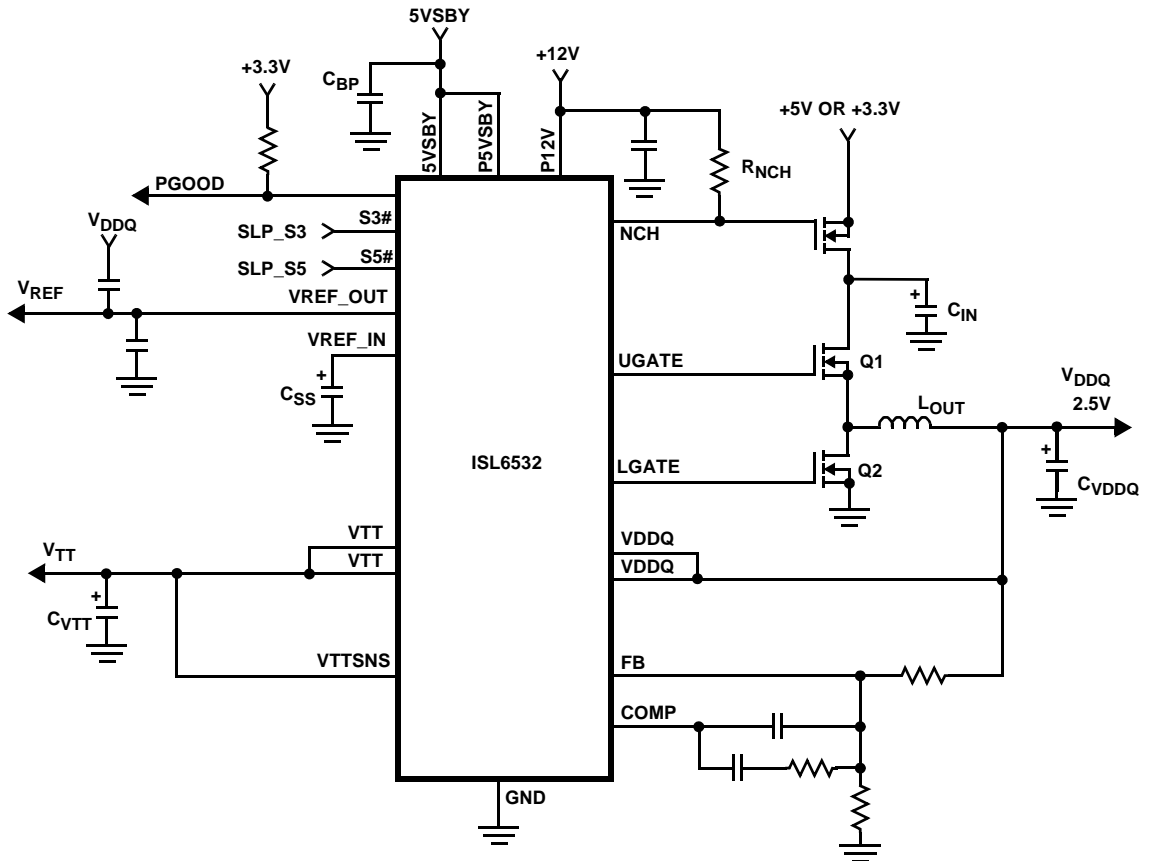 5VSBY
+12V
+3.3V
CBP
+5V OR +3.3V
5VSBY
P5VSBY
P12V
RNCH
PGOOD
VDDQ
SLP_S3
S3#
NCH
SLP_S5
S5#
VREF
VREF_OUT
CIN
VREF_IN
UGATE
Q1
CSS
LOUT
VDDQ
2.5V
ISL6532
LGATE
Q2
CVDDQ
VTT
VDDQ
VTT
VTT
VDDQ
CVTT
VTTSNS
FB
COMP
GND
+
+
+
+